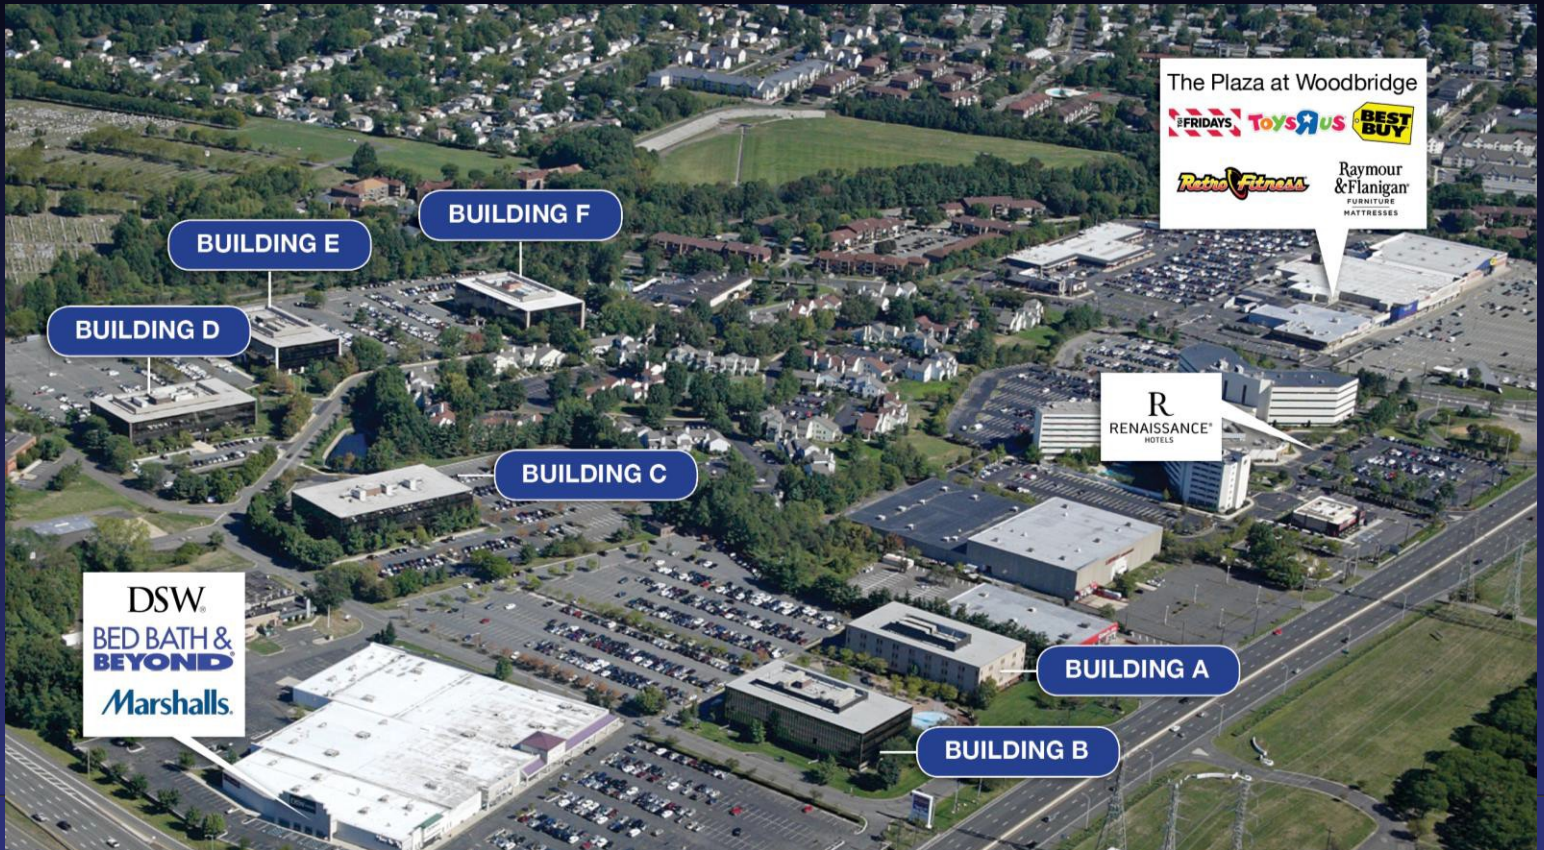 The Plaza at Woodbridge
TGI FRIDAYS TOYS R US BEST BUY
Retro Fitness
Raymour
&Flanigan
FURNITURE
MATTRESSES
BUILDING F
BUILDING E
BUILDING D
R
RENAISSANCE®
HOTELS
BUILDING C
DSW®
BED BATH &
BEYOND®
Marshalls.
BUILDING A
BUILDING B